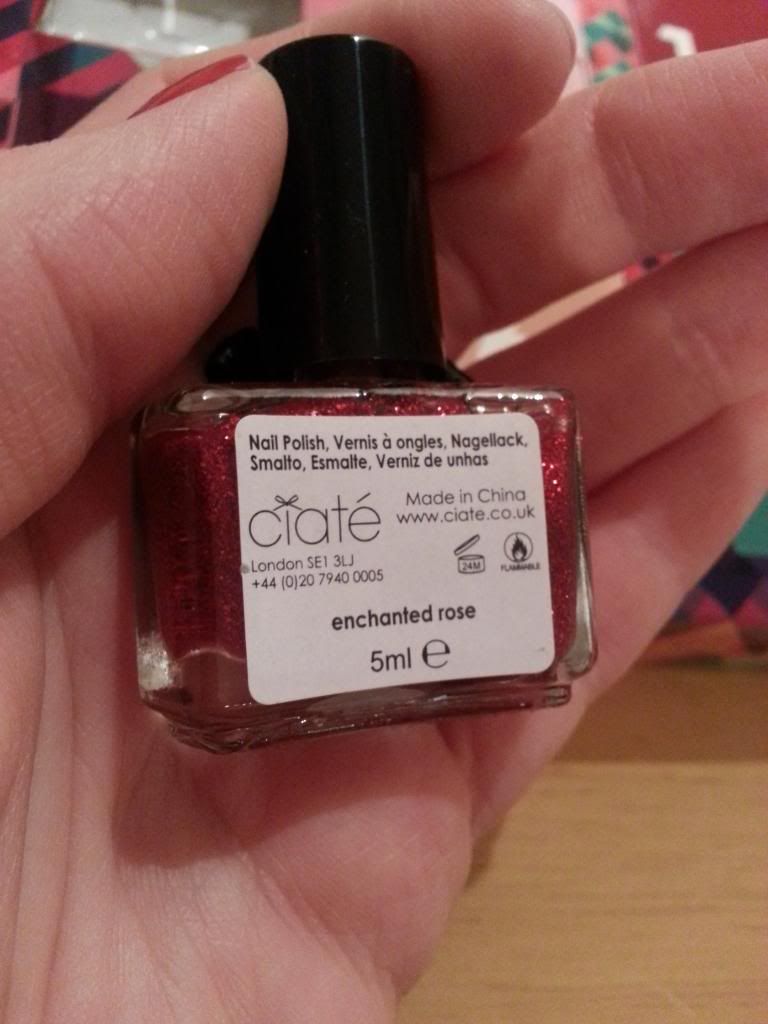 Nail Polish, Vernis à ongles, Nagellack,
Smalto, Esmalte, Verniz de unhas
ciaté
Made in China
www.ciate.co.uk
London SE1 3LJ
+44 (0)20 7940 0005
24M
FLAMMABLE
enchanted rose
5ml ℮